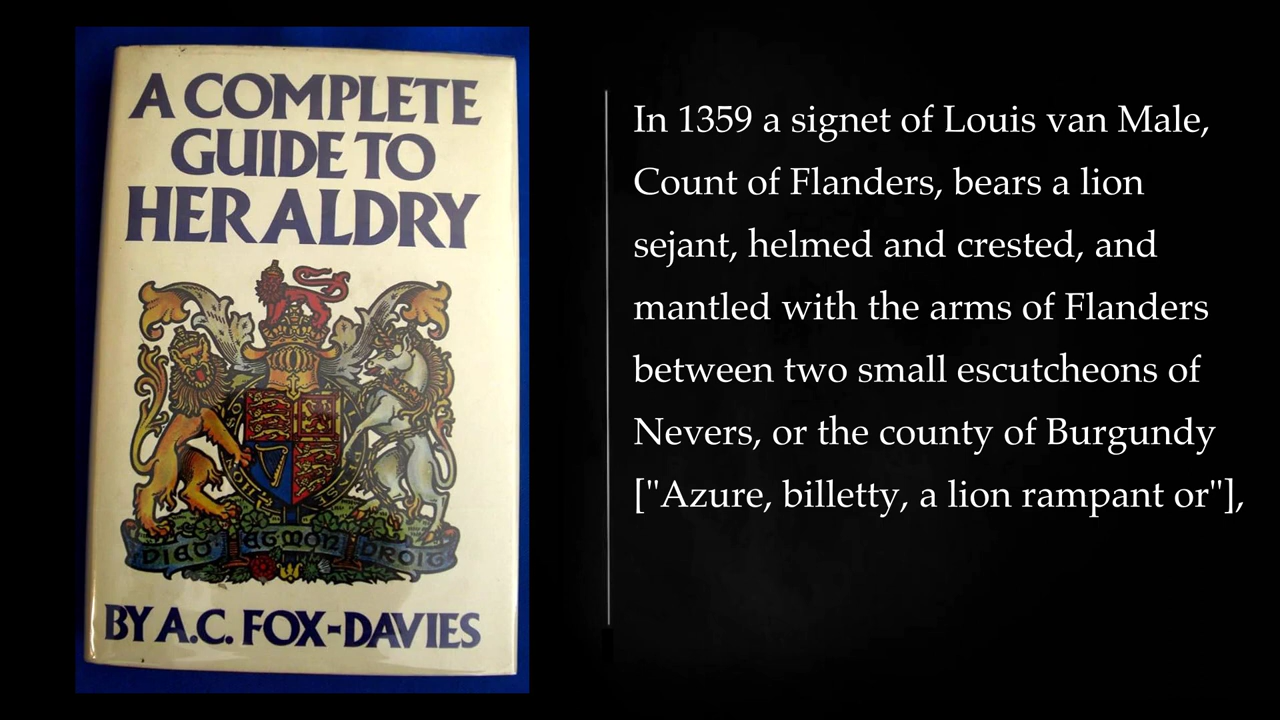 A COMPLETE
GUIDE TO
HERALDRY
DIEU ET MON DROIT
BY A.C. FOX-DAVIES
In 1359 a signet of Louis van Male,
Count of Flanders, bears a lion
sejant, helmed and crested, and
mantled with the arms of Flanders
between two small escutcheons of
Nevers, or the county of Burgundy
["Azure, billetty, a lion rampant or"],